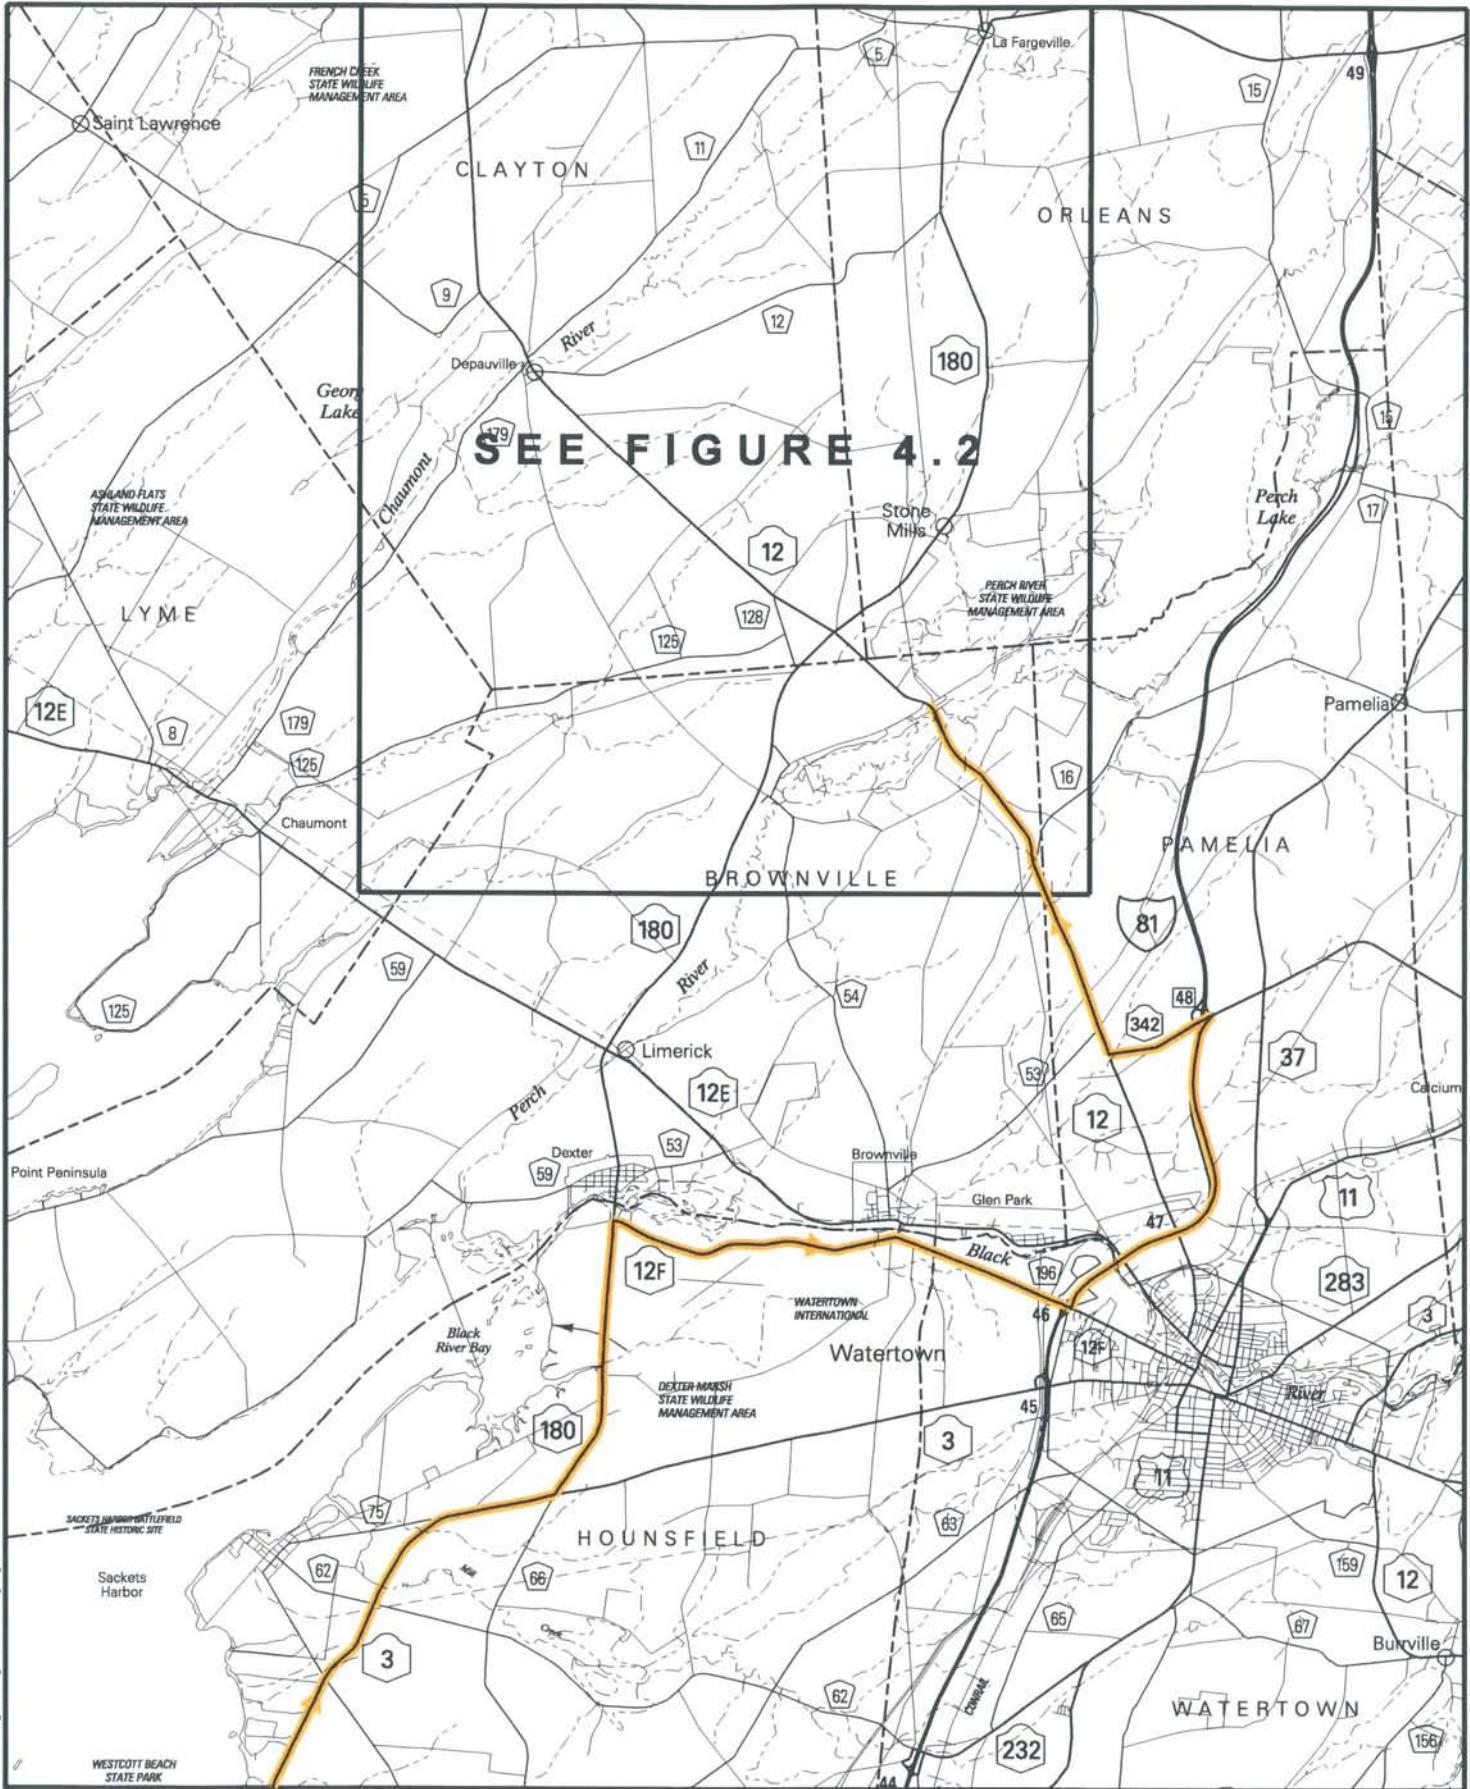 La Fargeville
5
49
FRENCH CREEK
STATE WILDLIFE
MANAGEMENT AREA
15
Saint Lawrence
11
CLAYTON
5
ORLEANS
9
12
River
180
Depauville
George
Lake
15
179
SEE FIGURE 4.2
Chaumont
ASHLAND FLATS
STATE WILDLIFE
MANAGEMENT AREA
Perch
Lake
17
Stone
Mills
12
PERCH RIVER
STATE WILDLIFE
MANAGEMENT AREA
LYME
128
125
12E
179
8
Pamelia
125
16
Chaumont
PAMELIA
BROWNVILLE
81
180
59
River
54
48
125
342
Limerick
37
53
12E
Calcium
Perch
12
53
Dexter
Brownville
59
Point Peninsula
Glen Park
11
47
Black
12F
196
283
WATERTOWN
INTERNATIONAL
46
3
Black
River Bay
Watertown
12F
DEXTER MARSH
STATE WILDLIFE
MANAGEMENT AREA
River
45
180
3
11
75
SACKETS HARBOR BATTLEFIELD
STATE HISTORIC SITE
63
HOUNSFIELD
62
Mill
66
159
12
Sackets
Harbor
Creek
65
67
Burrville
3
62
CONRAIL
WATERTOWN
232
156
WESTCOTT BEACH
STATE PARK
44